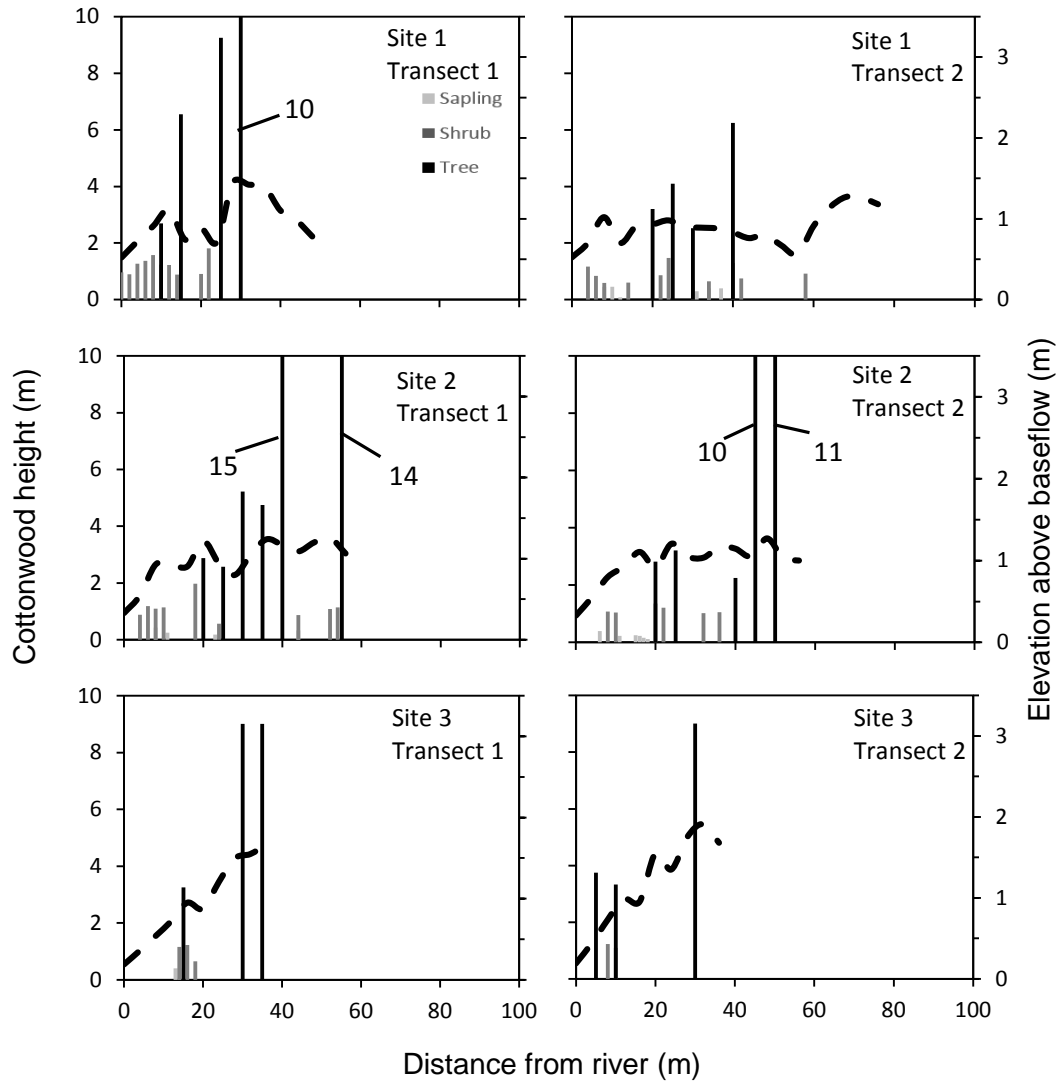 10
8
6
4
2
0
Site 1
Transect 1
Sapling
Shrub
Tree
10
Site 1
Transect 2
3
2
1
0
10
8
6
4
2
0
Site 2
Transect 1
15
14
Site 2
Transect 2
10
11
3
2
1
0
10
8
6
4
2
0
0
20
40
60
80
100
Site 3
Transect 1
Site 3
Transect 2
3
2
1
0
0
20
40
60
80
100
Cottonwood height (m)
Elevation above baseflow (m)
Distance from river (m)